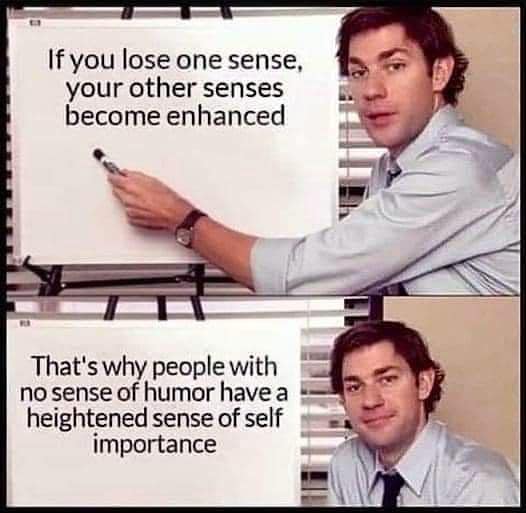 If you lose one sense,
your other senses
become enhanced
That's why people with
no sense of humor have a
heightened sense of self
importance